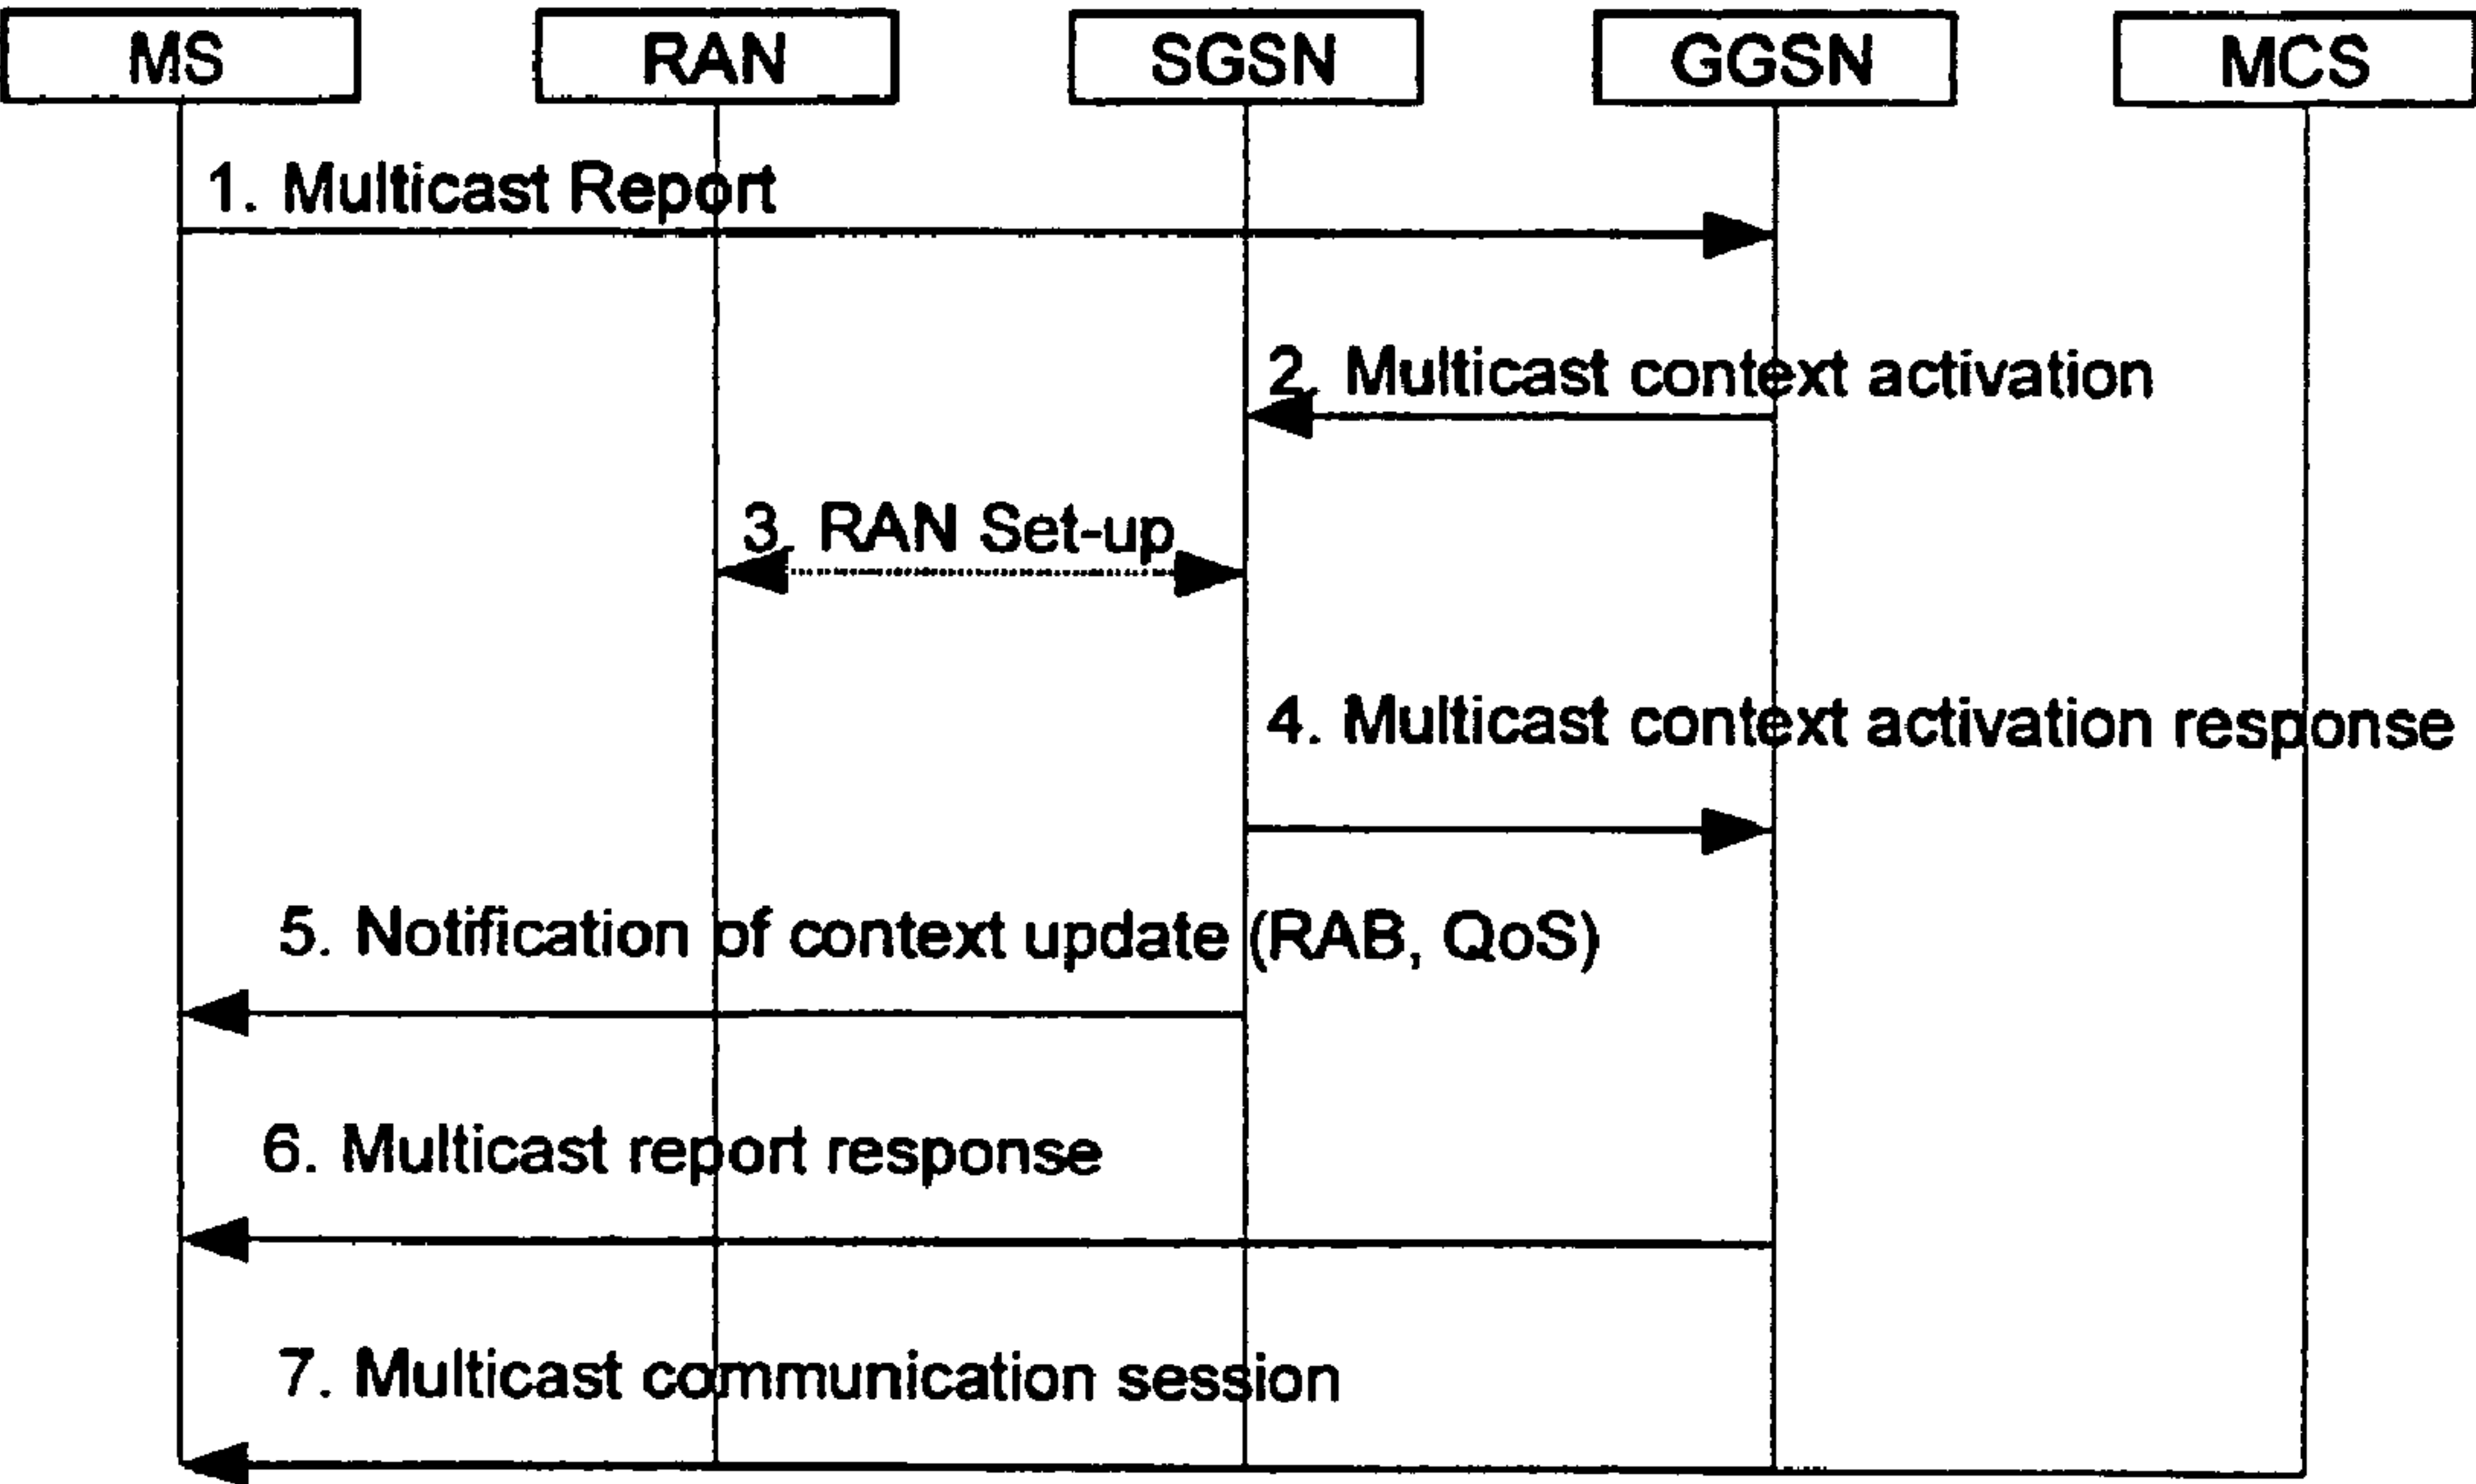 MS RAN SGSN GGSN MCS
1. Multicast Report
2. Multicast context activation
3. RAN Set-up
4. Multicast context activation response
5. Notification of context update (RAB, QoS)
6. Multicast report response
7. Multicast communication session